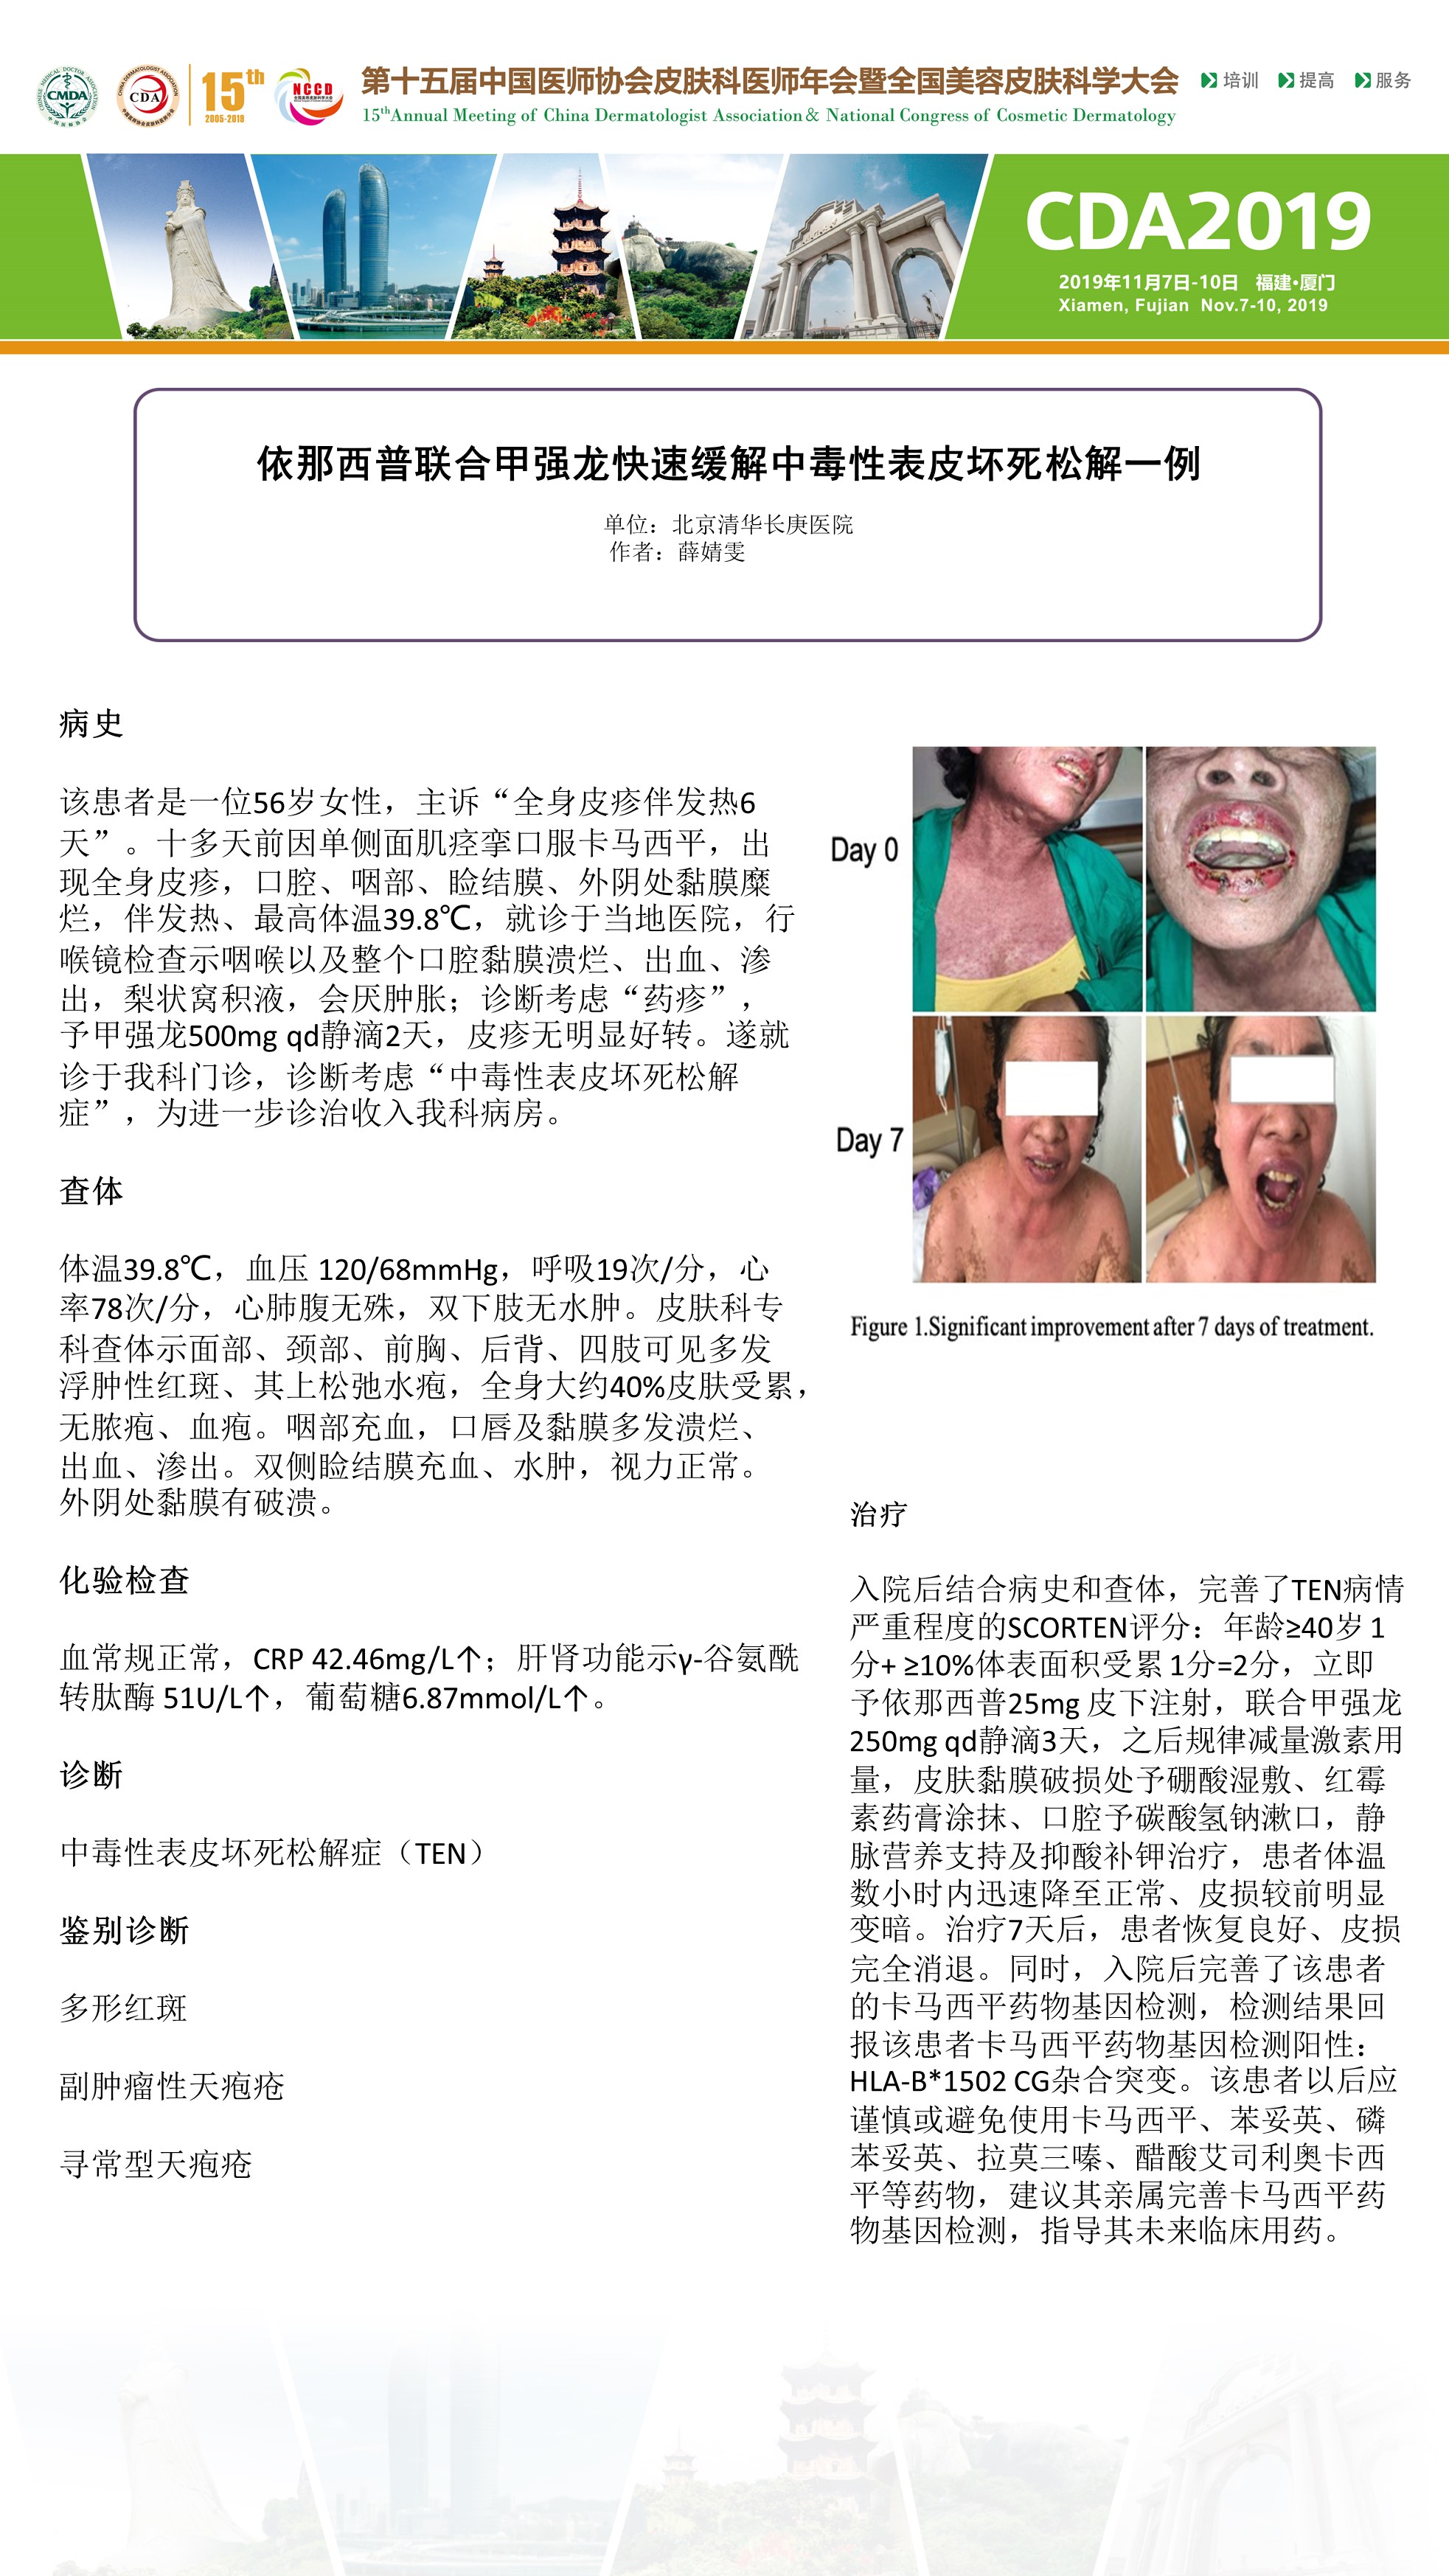 CMDA
CDA
15th
2005-2019
NCCD
第十五届中国医师协会皮肤科医师年会暨全国美容皮肤科学大会
15thAnnual Meeting of China Dermatologist Association& National Congress of Cosmetic Dermatology
培训 提高 服务
CDA2019
2019年11月7日-10日 福建•厦门
Xiamen, Fujian Nov.7-10, 2019
依那西普联合甲强龙快速缓解中毒性表皮坏死松解一例
单位：北京清华长庚医院
作者：薛婧雯
病史
该患者是一位56岁女性，主诉“全身皮疹伴发热6
天”。十多天前因单侧面肌痉挛口服卡马西平，出
现全身皮疹，口腔、咽部、睑结膜、外阴处黏膜糜
烂，伴发热、最高体温39.8℃，就诊于当地医院，行
喉镜检查示咽喉以及整个口腔黏膜溃烂、出血、渗
出，梨状窝积液，会厌肿胀；诊断考虑“药疹”，
予甲强龙500mg qd静滴2天，皮疹无明显好转。遂就
诊于我科门诊，诊断考虑“中毒性表皮坏死松解
症”，为进一步诊治收入我科病房。
查体
体温39.8℃，血压 120/68mmHg，呼吸19次/分，心
率78次/分，心肺腹无殊，双下肢无水肿。皮肤科专
科查体示面部、颈部、前胸、后背、四肢可见多发
浮肿性红斑、其上松弛水疱，全身大约40%皮肤受累，
无脓疱、血疱。咽部充血，口唇及黏膜多发溃烂、
出血、渗出。双侧睑结膜充血、水肿，视力正常。
外阴处黏膜有破溃。
化验检查
血常规正常，CRP 42.46mg/L↑；肝肾功能示γ-谷氨酰
转肽酶 51U/L↑，葡萄糖6.87mmol/L↑。
诊断
中毒性表皮坏死松解症（TEN）
鉴别诊断
多形红斑
副肿瘤性天疱疮
寻常型天疱疮
Day 0
Day 7
Figure 1.Significant improvement after 7 days of treatment.
治疗
入院后结合病史和查体，完善了TEN病情
严重程度的SCORTEN评分：年龄≥40岁 1
分+ ≥10%体表面积受累 1分=2分，立即
予依那西普25mg 皮下注射，联合甲强龙
250mg qd静滴3天，之后规律减量激素用
量，皮肤黏膜破损处予硼酸湿敷、红霉
素药膏涂抹、口腔予碳酸氢钠漱口，静
脉营养支持及抑酸补钾治疗，患者体温
数小时内迅速降至正常、皮损较前明显
变暗。治疗7天后，患者恢复良好、皮损
完全消退。同时，入院后完善了该患者
的卡马西平药物基因检测，检测结果回
报该患者卡马西平药物基因检测阳性：
HLA-B*1502 CG杂合突变。该患者以后应
谨慎或避免使用卡马西平、苯妥英、磷
苯妥英、拉莫三嗪、醋酸艾司利奥卡西
平等药物，建议其亲属完善卡马西平药
物基因检测，指导其未来临床用药。